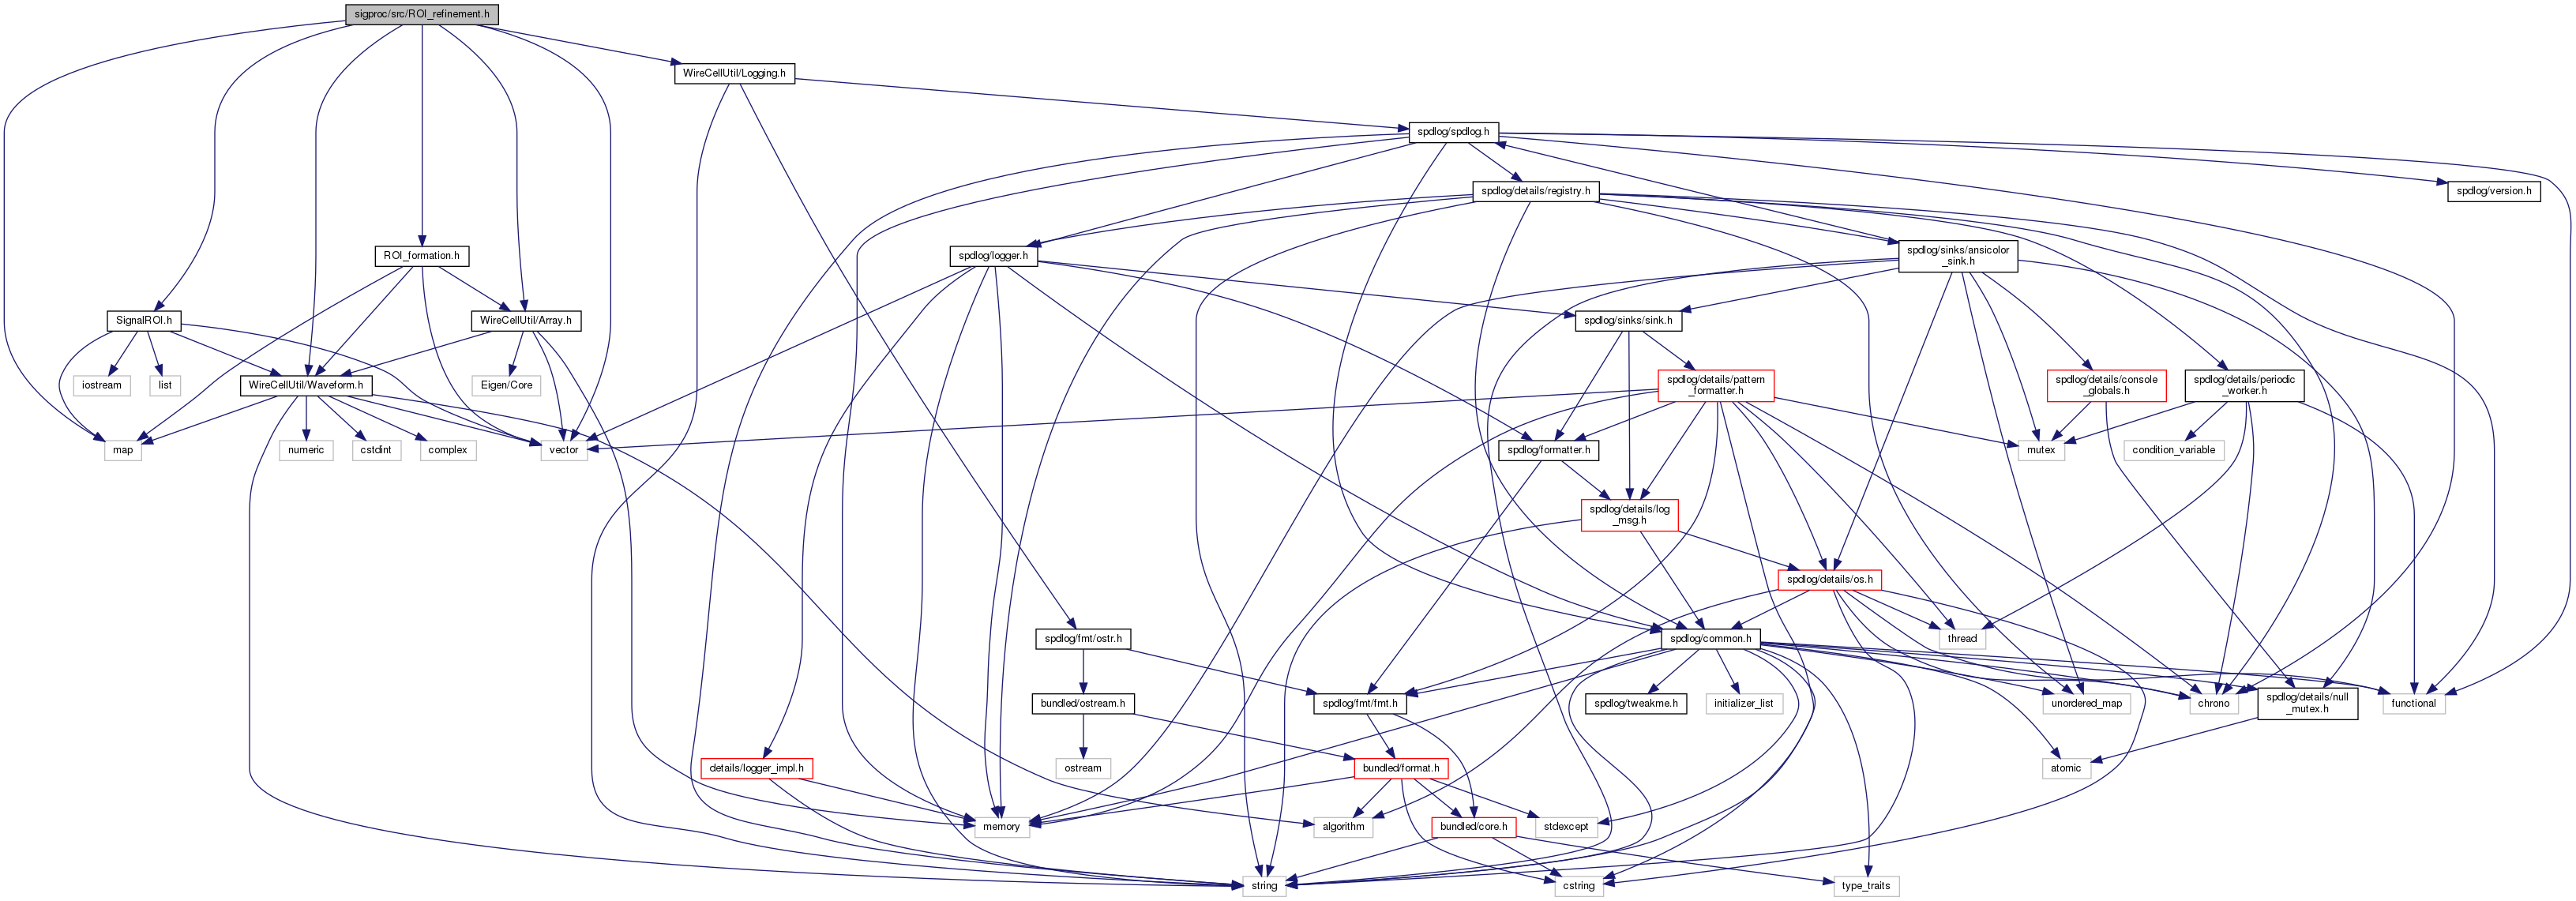 sigproc/src/ROI_refinement.h
WireCellUtil/Logging.h
spdlog/spdlog.h
spdlog/details/registry.h
spdlog/version.h
ROI_formation.h
spdlog/logger.h
spdlog/sinks/ansicolor
_sink.h
SignalROI.h
WireCellUtil/Array.h
spdlog/sinks/sink.h
iostream
list
WireCellUtil/Waveform.h
Eigen/Core
spdlog/details/pattern
_formatter.h
spdlog/details/console
_globals.h
spdlog/details/periodic
_worker.h
map
numeric
cstdint
complex
vector
spdlog/formatter.h
mutex
condition_variable
spdlog/details/log
_msg.h
spdlog/details/os.h
spdlog/fmt/ostr.h
spdlog/common.h
thread
bundled/ostream.h
spdlog/fmt/fmt.h
spdlog/tweakme.h
initializer_list
unordered_map
chrono
spdlog/details/null
_mutex.h
functional
details/logger_impl.h
ostream
bundled/format.h
atomic
memory
algorithm
bundled/core.h
stdexcept
string
cstring
type_traits